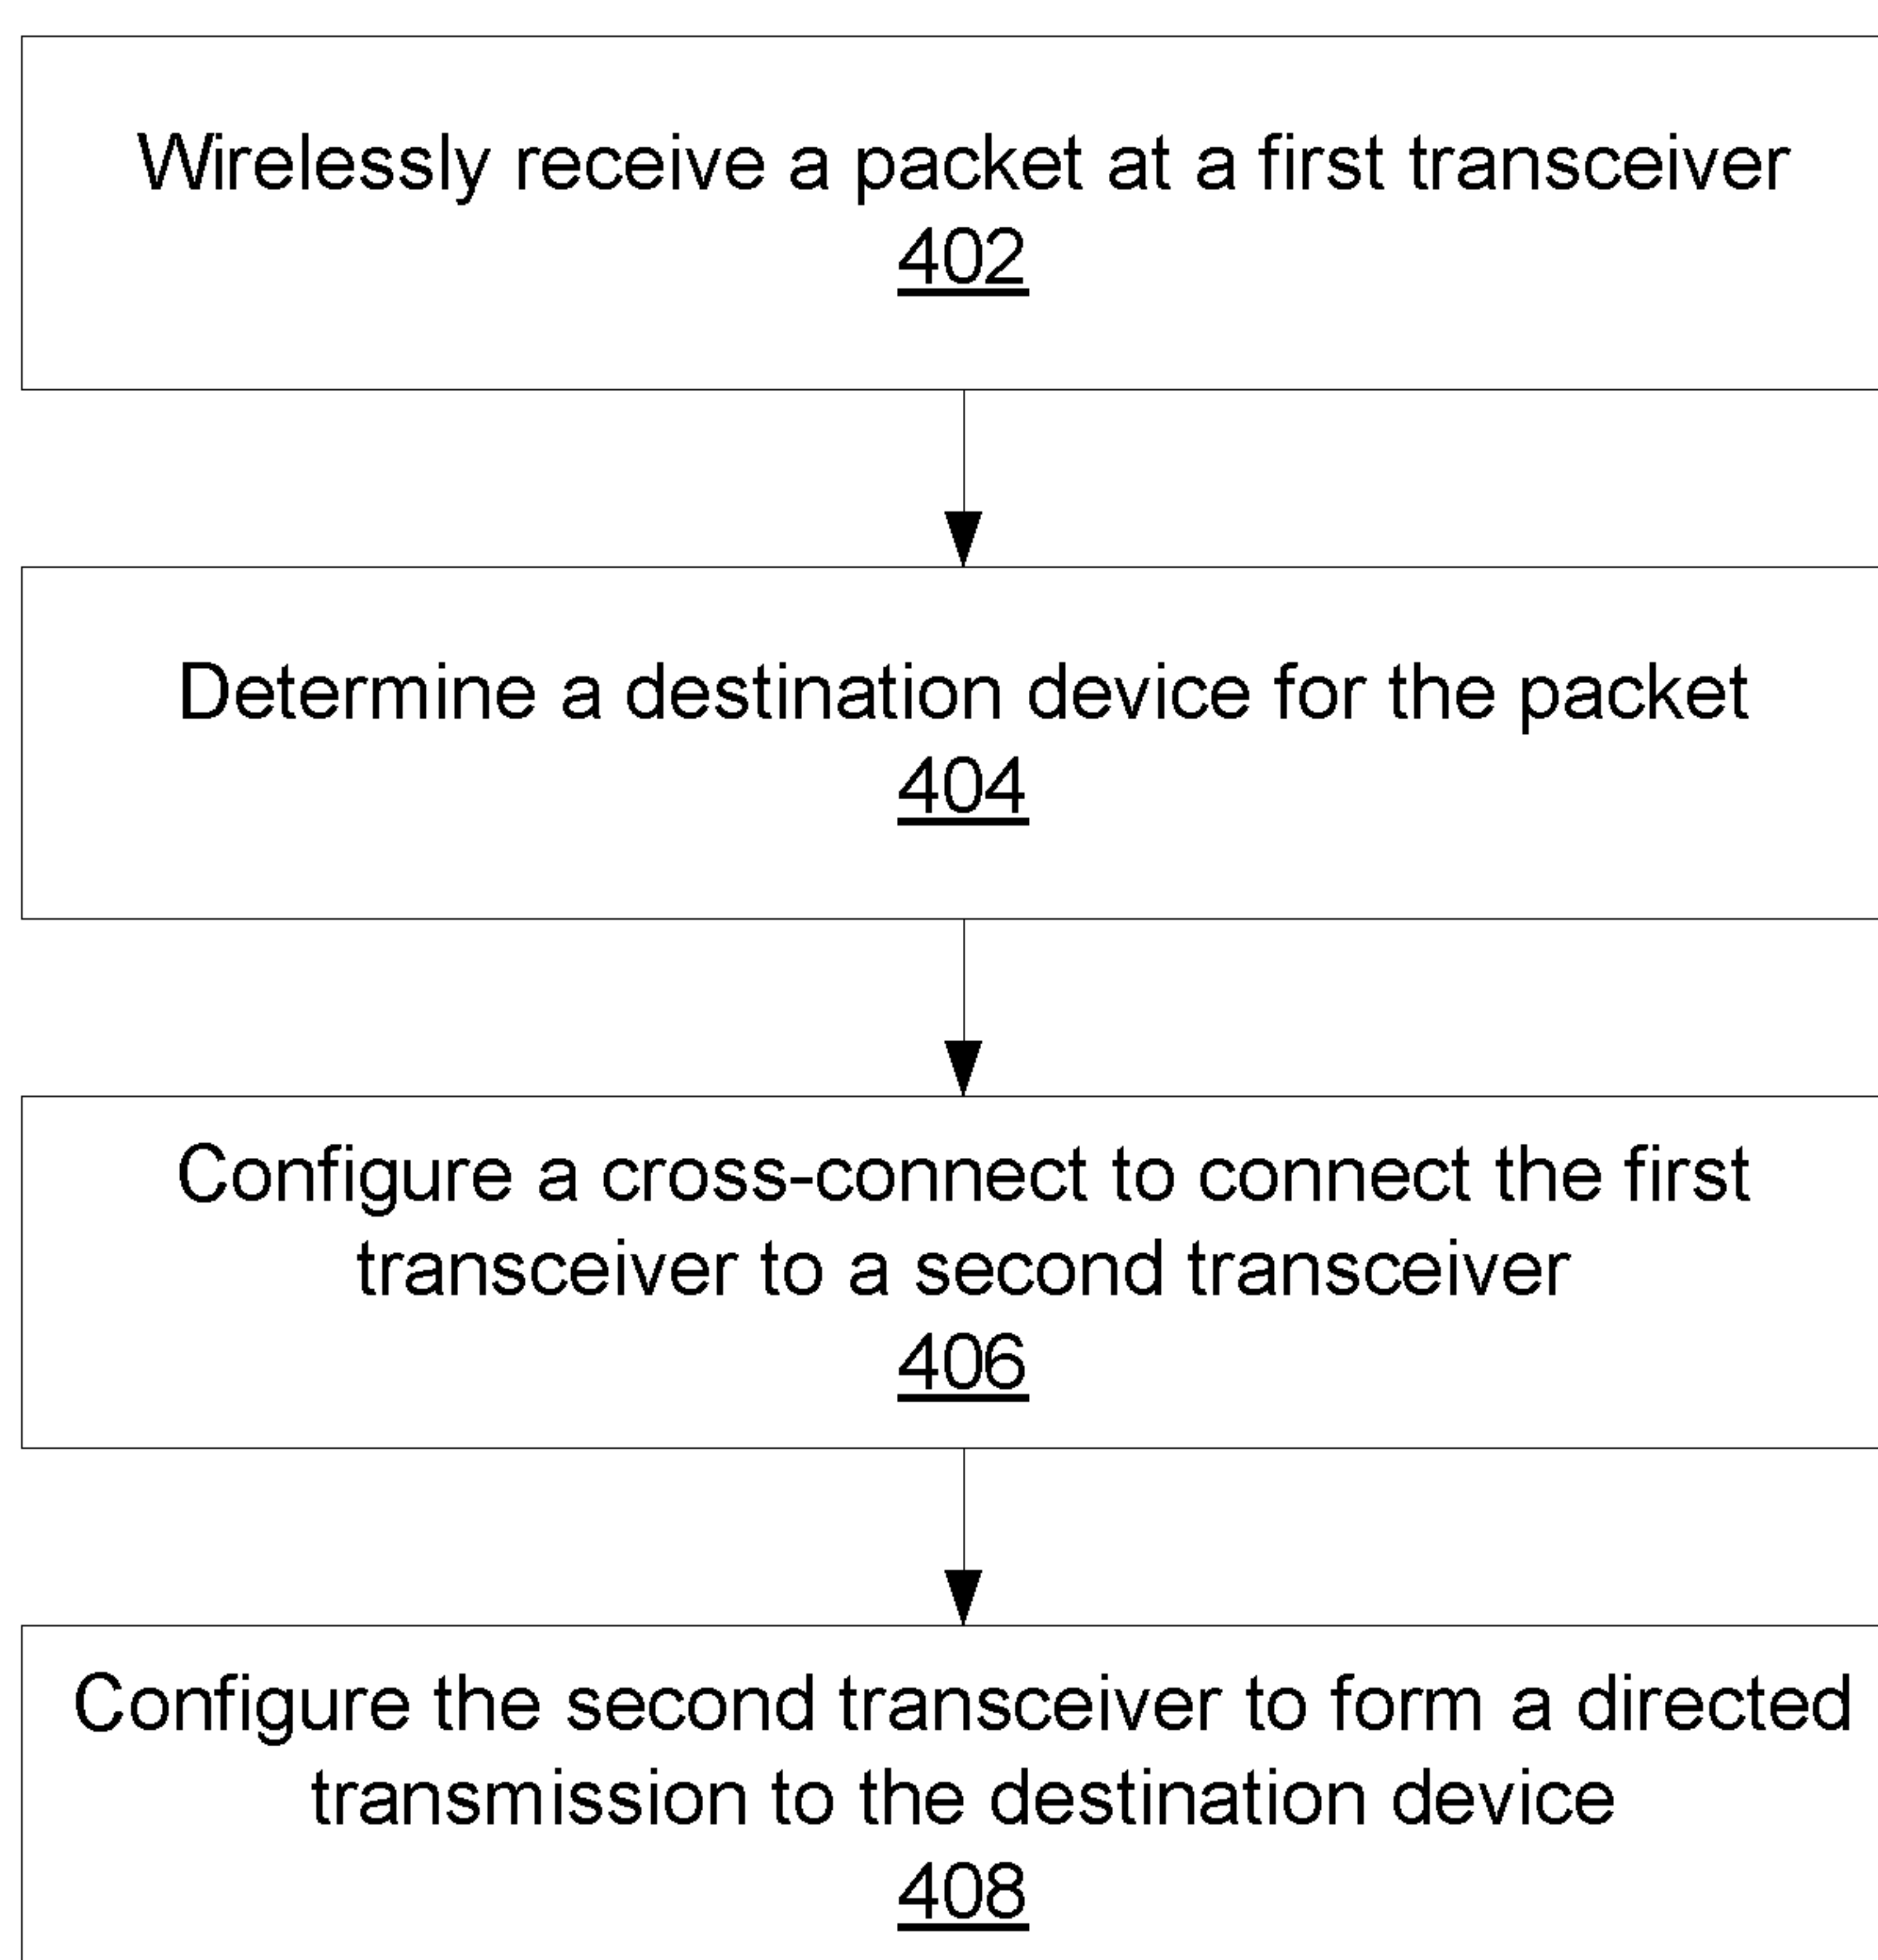 Wirelessly receive a packet at a first transceiver
402
Determine a destination device for the packet
404
Configure a cross-connect to connect the first
transceiver to a second transceiver
406
Configure the second transceiver to form a directed
transmission to the destination device
408